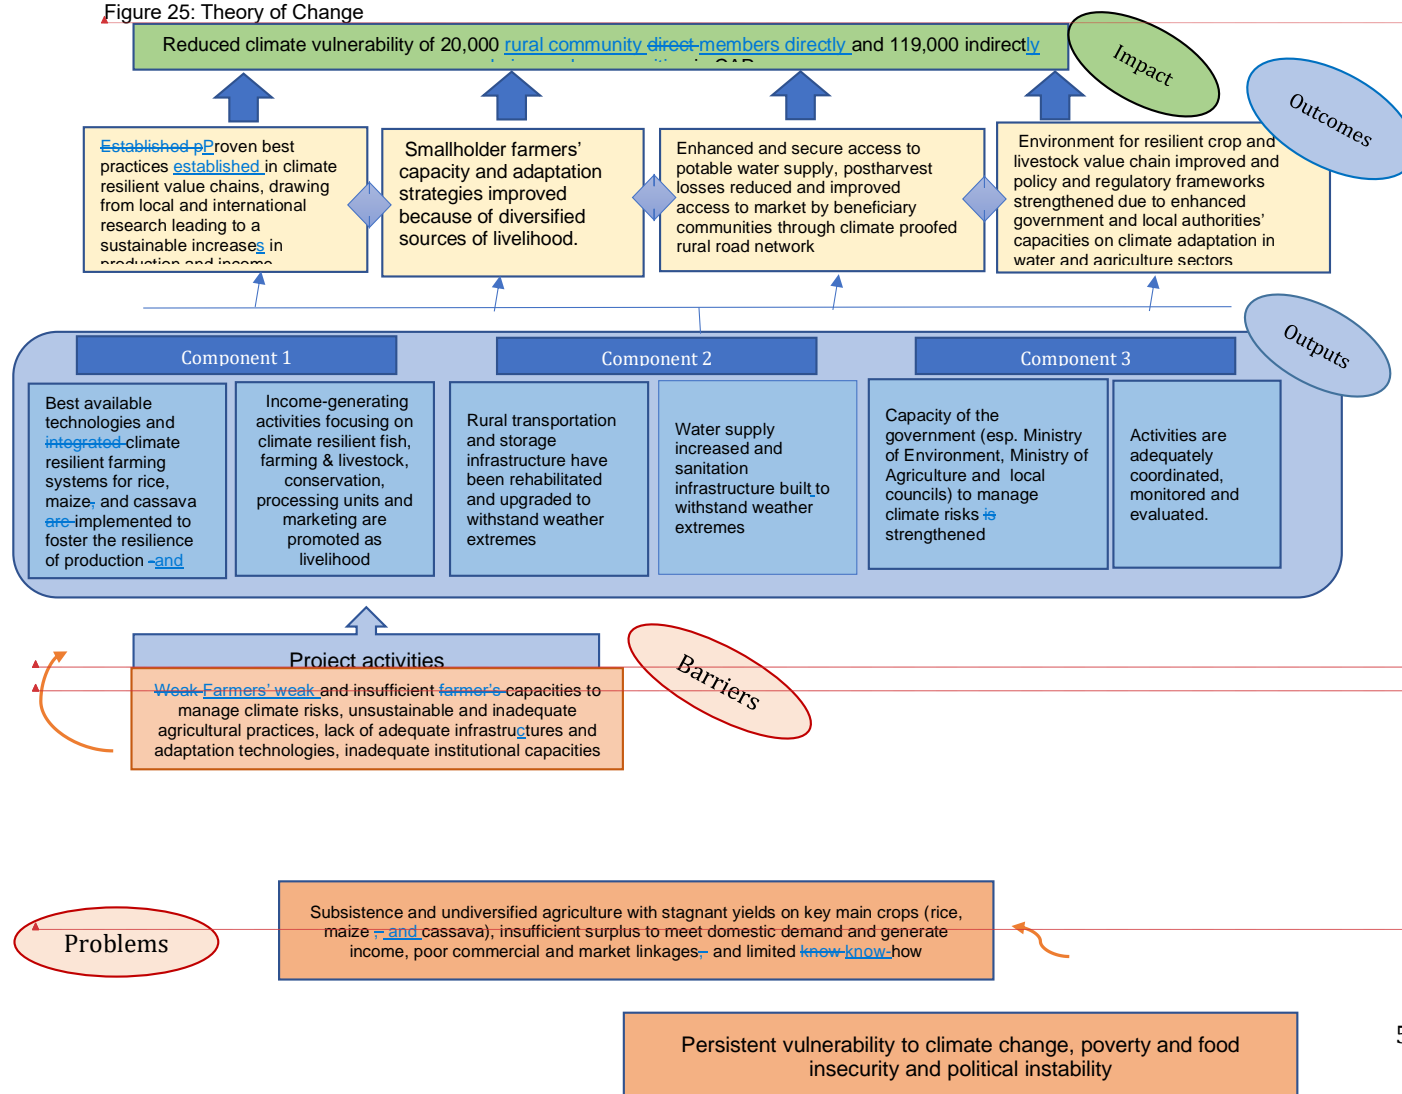 Figure 25: Theory of Change
Reduced climate vulnerability of 20,000 rural community direct members directly and 119,000 indirectly
Impact
Outcomes
Established pProven best
practices established in climate
resilient value chains, drawing
from local and international
research leading to a
sustainable increases in
production and income
Smallholder farmers’
capacity and adaptation
strategies improved
because of diversified
sources of livelihood.
Enhanced and secure access to
potable water supply, postharvest
losses reduced and improved
access to market by beneficiary
communities through climate proofed
rural road network
Environment for resilient crop and
livestock value chain improved and
policy and regulatory frameworks
strengthened due to enhanced
government and local authorities’
capacities on climate adaptation in
water and agriculture sectors
Outputs
Component 1
Component 2
Component 3
Best available
technologies and
integrated climate
resilient farming
systems for rice,
maize, and cassava
are implemented to
foster the resilience
of production -and
Income-generating
activities focusing on
climate resilient fish,
farming & livestock,
conservation,
processing units and
marketing are
promoted as
livelihood
Rural transportation
and storage
infrastructure have
been rehabilitated
and upgraded to
withstand weather
extremes
Water supply
increased and
sanitation
infrastructure built to
withstand weather
extremes
Capacity of the
government (esp. Ministry
of Environment, Ministry of
Agriculture and local
councils) to manage
climate risks is
strengthened
Activities are
adequately
coordinated,
monitored and
evaluated.
Project activities
Barriers
Weak Farmers’ weak and insufficient farmer’s capacities to
manage climate risks, unsustainable and inadequate
agricultural practices, lack of adequate infrastructures and
adaptation technologies, inadequate institutional capacities
Problems
Subsistence and undiversified agriculture with stagnant yields on key main crops (rice,
maize , and cassava), insufficient surplus to meet domestic demand and generate
income, poor commercial and market linkages, and limited know know-how
Persistent vulnerability to climate change, poverty and food
insecurity and political instability